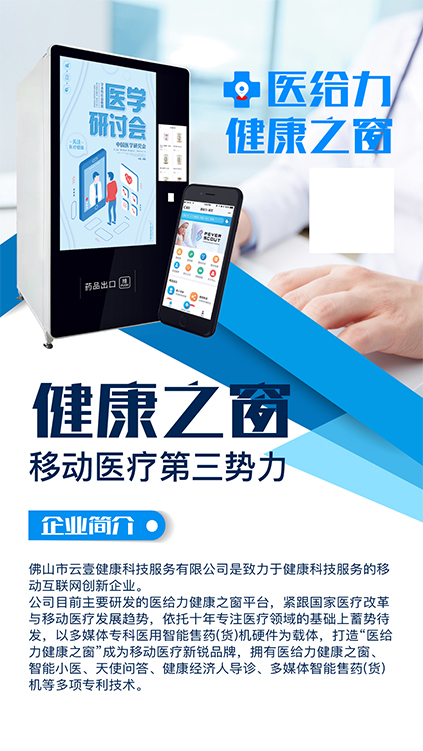 医给力
健康之窗
医学
研讨会
中国医学研究会
药品出口
FEVER
SCOUT
健康之窗
移动医疗第三势力
企业简介
佛山市云壹健康科技服务有限公司是致力于健康科技服务的移
动互联网创新企业。
公司目前主要研发的医给力健康之窗平台，紧跟国家医疗改革
与移动医疗发展趋势，依托十年专注医疗领域的基础上蓄势待
发，以多媒体专科医用智能售药(货)机硬件为载体，打造“医给
力健康之窗”成为移动医疗新锐品牌，拥有医给力健康之窗、
智能小医、天使问答、健康经济人导诊、多媒体智能售药(货)
机等多项专利技术。